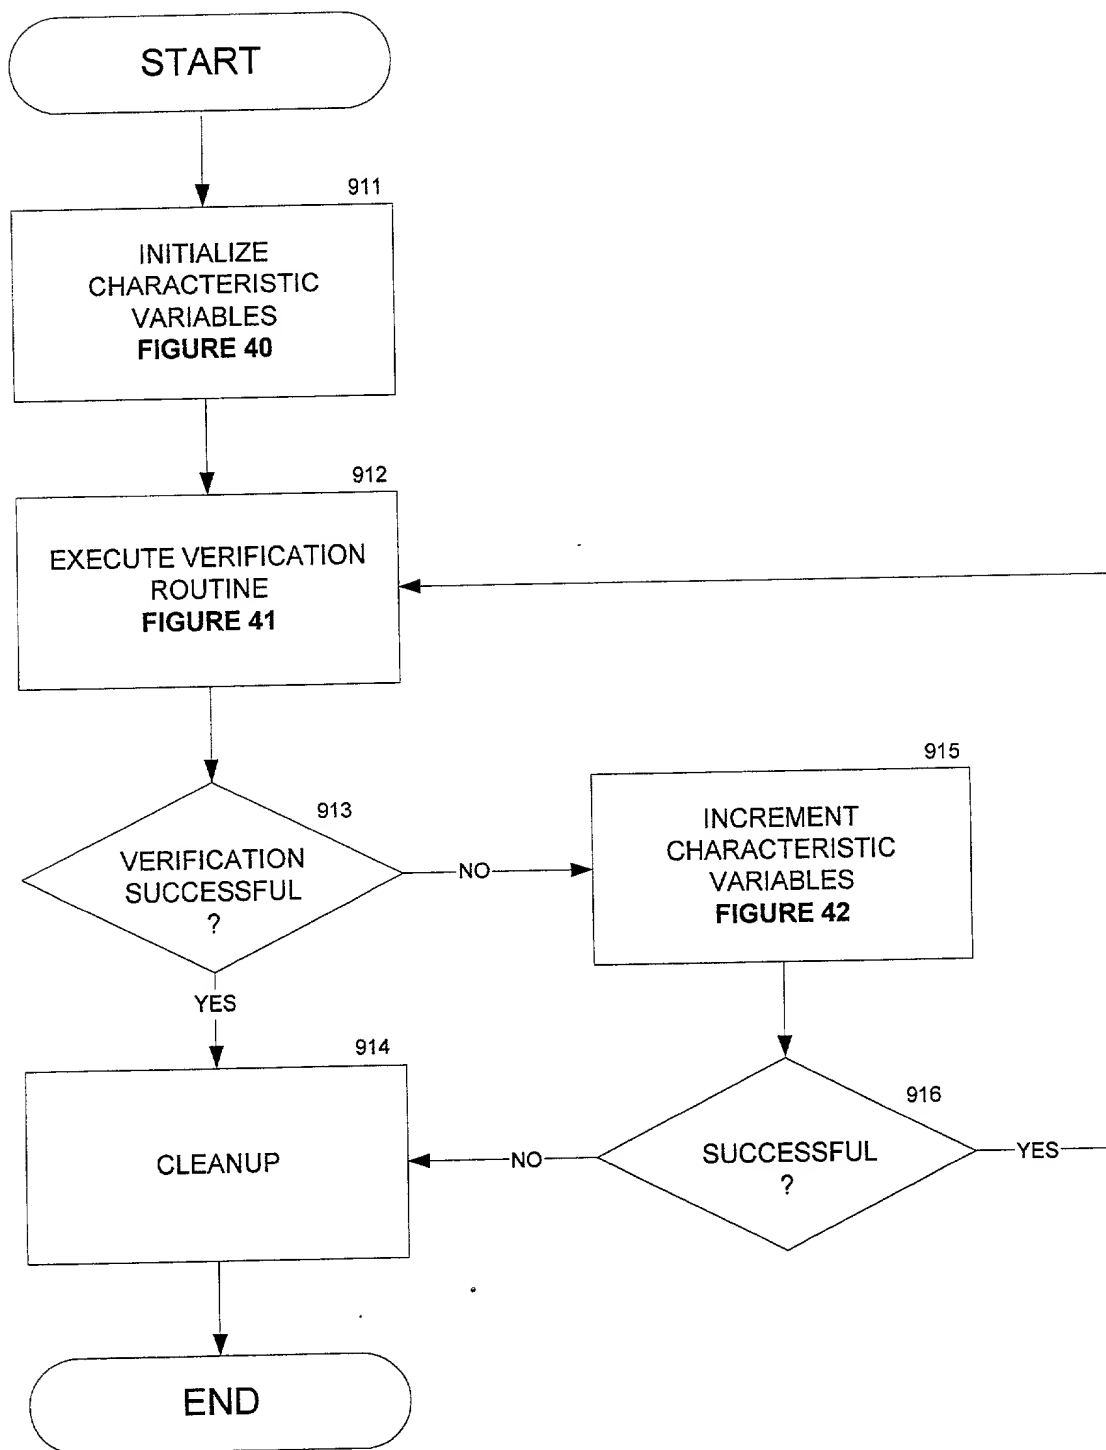 START
911
INITIALIZE
CHARACTERISTIC
VARIABLES
FIGURE 40
912
EXECUTE VERIFICATION
ROUTINE
FIGURE 41
913
VERIFICATION
SUCCESSFUL
?
NO
915
INCREMENT
CHARACTERISTIC
VARIABLES
FIGURE 42
YES
914
CLEANUP
NO
916
SUCCESSFUL
?
YES
END